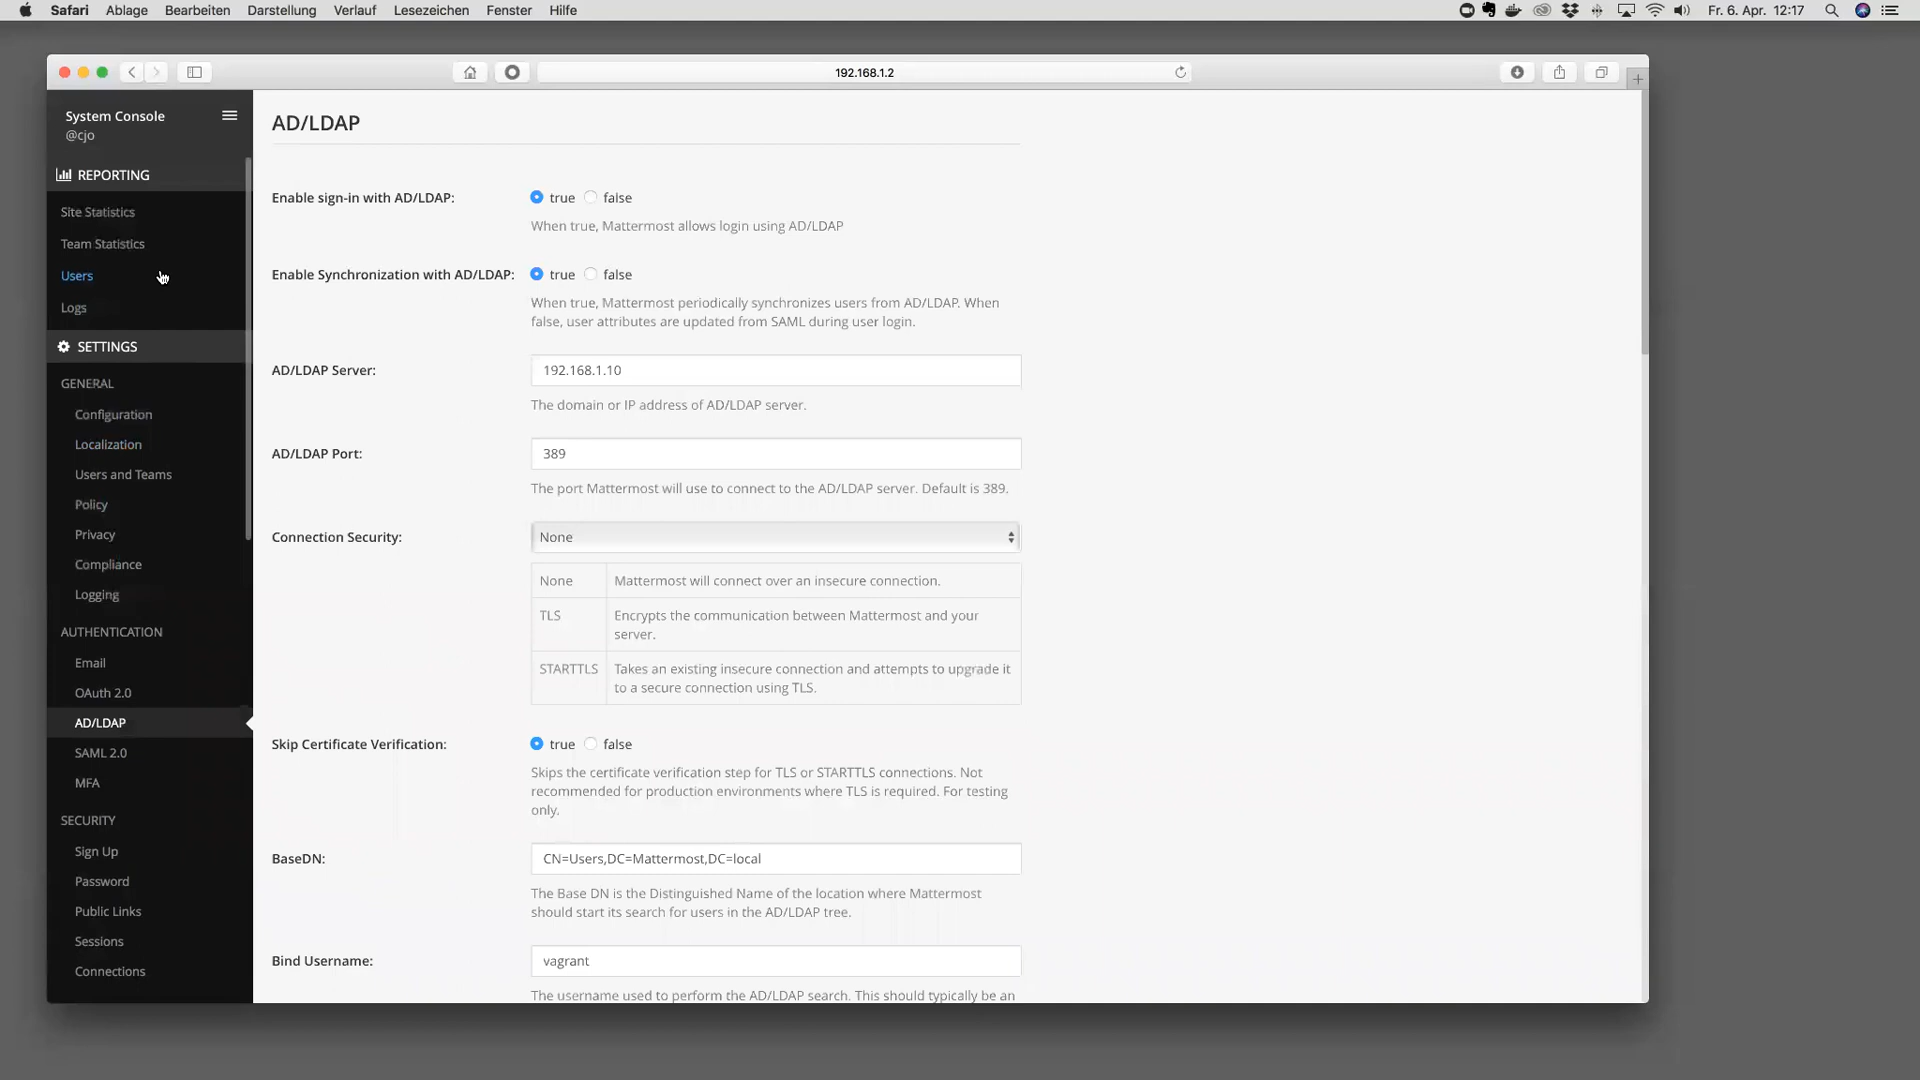 Safari Ablage Bearbeiten Darstellung Verlauf Lesezeichen Fenster Hilfe Fr. 6. Apr. 12:17
192.168.1.2
System Console
@cjo
REPORTING
Site Statistics
Team Statistics
Users
Logs
SETTINGS
GENERAL
Configuration
Localization
Users and Teams
Policy
Privacy
Compliance
Logging
AUTHENTICATION
Email
OAuth 2.0
AD/LDAP
SAML 2.0
MFA
SECURITY
Sign Up
Password
Public Links
Sessions
Connections
AD/LDAP
Enable sign-in with AD/LDAP: true false
When true, Mattermost allows login using AD/LDAP
Enable Synchronization with AD/LDAP: true false
When true, Mattermost periodically synchronizes users from AD/LDAP. When
false, user attributes are updated from SAML during user login.
AD/LDAP Server: 192.168.1.10
The domain or IP address of AD/LDAP server.
AD/LDAP Port: 389
The port Mattermost will use to connect to the AD/LDAP server. Default is 389.
Connection Security: None
None Mattermost will connect over an insecure connection.
TLS Encrypts the communication between Mattermost and your
server.
STARTTLS Takes an existing insecure connection and attempts to upgrade it
to a secure connection using TLS.
Skip Certificate Verification: true false
Skips the certificate verification step for TLS or STARTTLS connections. Not
recommended for production environments where TLS is required. For testing
only.
BaseDN: CN=Users,DC=Mattermost,DC=local
The Base DN is the Distinguished Name of the location where Mattermost
should start its search for users in the AD/LDAP tree.
Bind Username: vagrant
The username used to perform the AD/LDAP search. This should typically be an